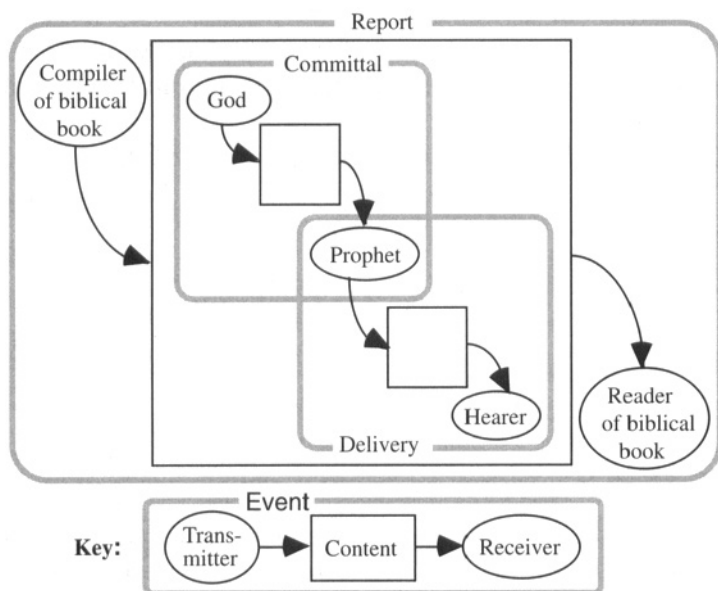 Report
Compiler
of biblical
book
Committal
God
Prophet
Hearer
Delivery
Reader
of biblical
book
Event
Key:
Trans-
mitter
Content
Receiver